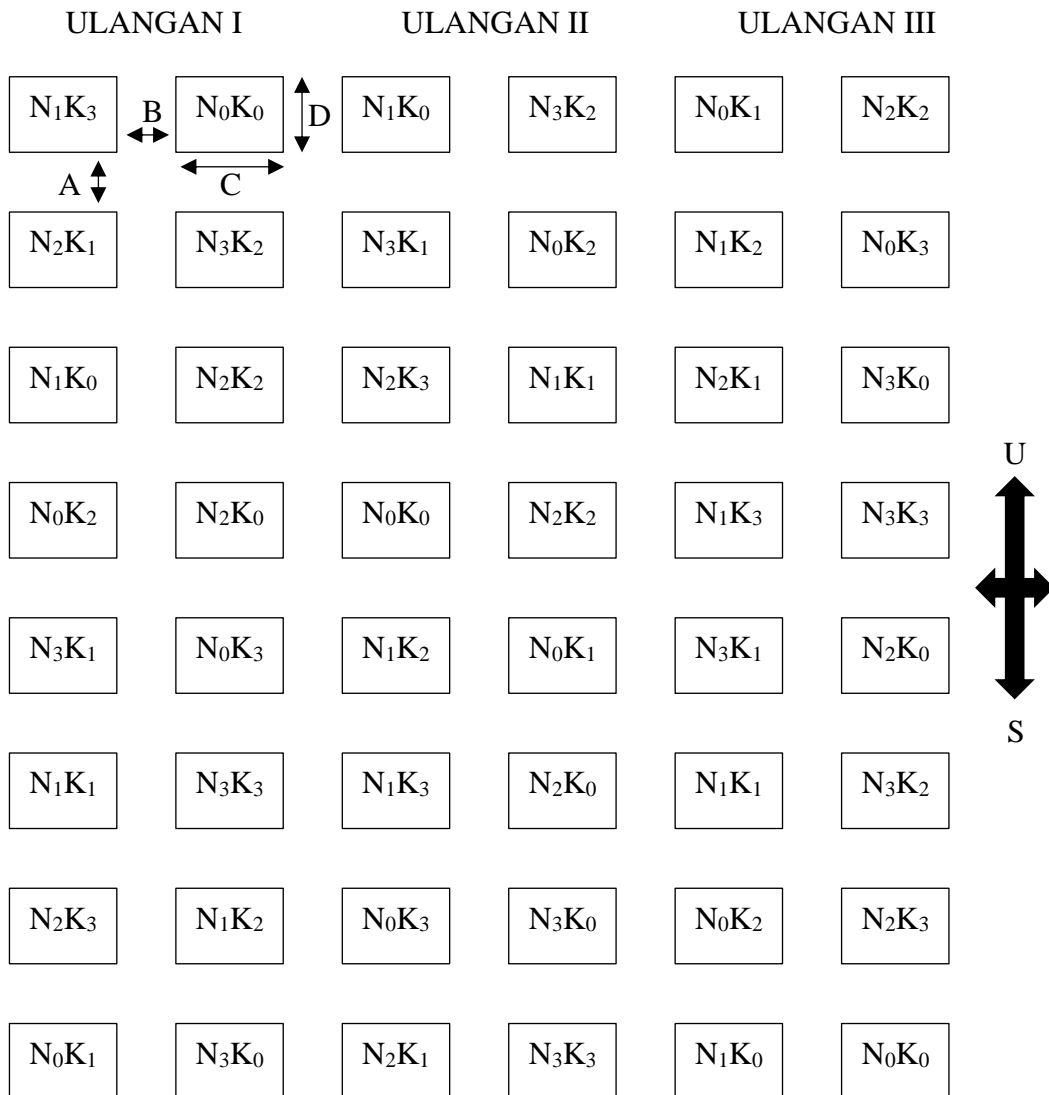 ULANGAN I ULANGAN II ULANGAN III
N₁K₃ B N₀K₀ D N₁K₀ N₃K₂ N₀K₁ N₂K₂
A C
N₂K₁ N₃K₂ N₃K₁ N₀K₂ N₁K₂ N₀K₃
N₁K₀ N₂K₂ N₂K₃ N₁K₁ N₂K₁ N₃K₀
U
N₀K₂ N₂K₀ N₀K₀ N₂K₂ N₁K₃ N₃K₃
N₃K₁ N₀K₃ N₁K₂ N₀K₁ N₃K₁ N₂K₀
S
N₁K₁ N₃K₃ N₁K₃ N₂K₀ N₁K₁ N₃K₂
N₂K₃ N₁K₂ N₀K₃ N₃K₀ N₀K₂ N₂K₃
N₀K₁ N₃K₀ N₂K₁ N₃K₃ N₁K₀ N₀K₀